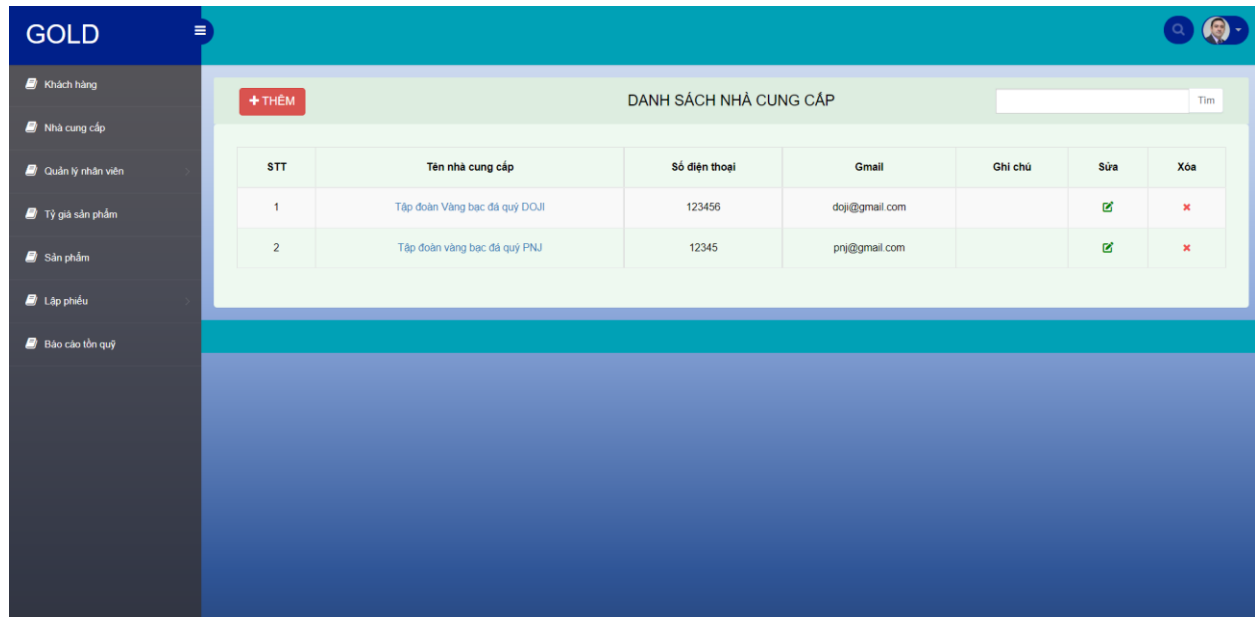 GOLD
Khách hàng
Nhà cung cấp
Quản lý nhân viên
Tỷ giá sản phẩm
Sản phẩm
Lập phiếu
Báo cáo tồn quỹ
THÊM
DANH SÁCH NHÀ CUNG CẤP
Tìm
STT Tên nhà cung cấp Số điện thoại Gmail Ghi chú Sửa Xóa
1 Tập đoàn Vàng bạc đá quý DOJI 123456 doji@gmail.com
2 Tập đoàn vàng bạc đá quý PNJ 12345 pnj@gmail.com